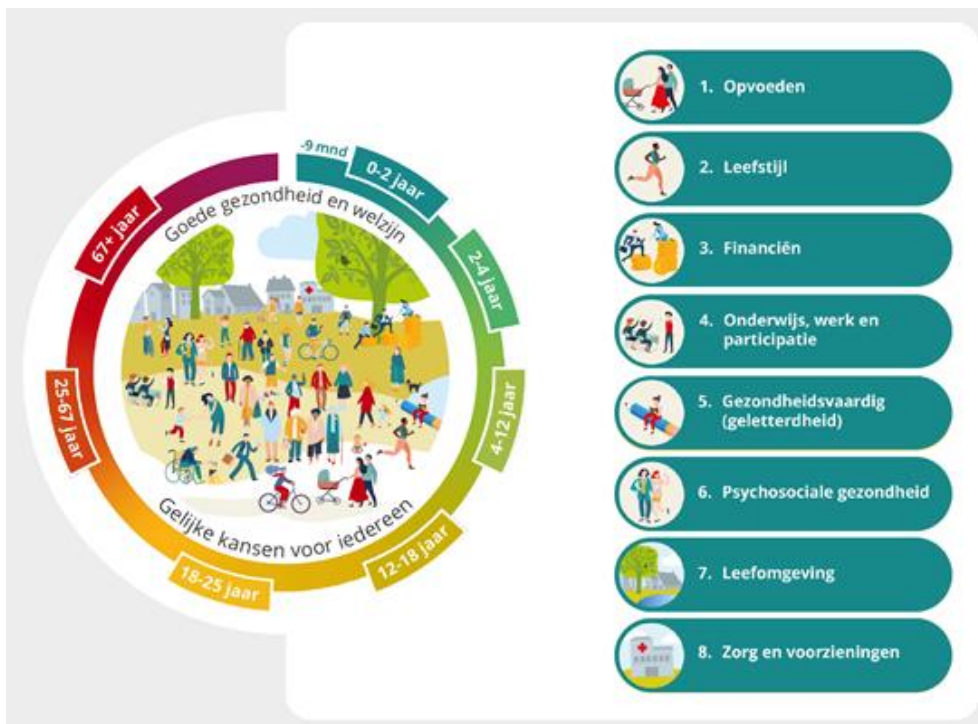 -9 mnd
0-2 jaar
2-4 jaar
4-12 jaar
12-18 jaar
18-25 jaar
25-67 jaar
67+ jaar
Goede gezondheid en welzijn
Gelijke kansen voor iedereen
1. Opvoeden
2. Leefstijl
3. Financiën
4. Onderwijs, werk en
participatie
5. Gezondheidsvaardig
(geletterdheid)
6. Psychosociale gezondheid
7. Leefomgeving
8. Zorg en voorzieningen